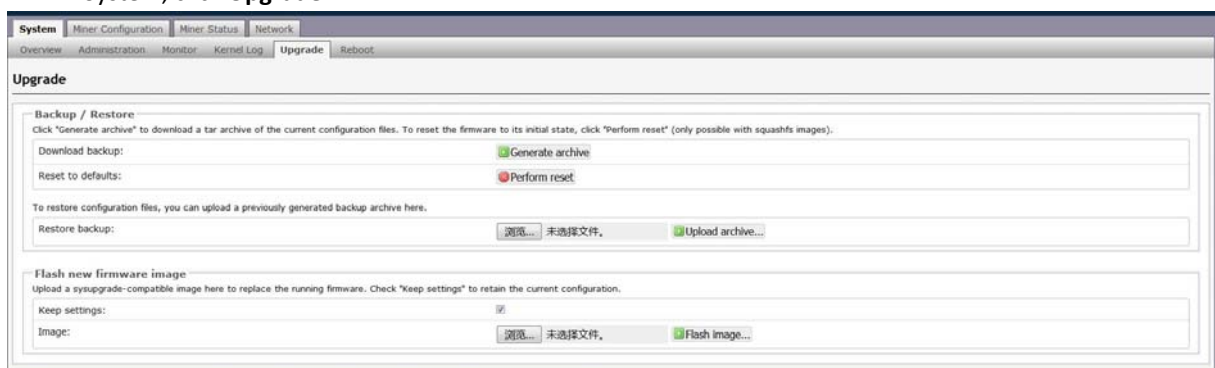 System Miner Configuration Miner Status Network
Overview Administration Monitor Kernel Log Upgrade Reboot
Upgrade
Backup / Restore
Click "Generate archive" to download a tar archive of the current configuration files. To reset the firmware to its initial state, click "Perform reset" (only possible with squashfs images).
Download backup: Generate archive
Reset to defaults: Perform reset
To restore configuration files, you can upload a previously generated backup archive here.
Restore backup: 浏览... 未选择文件。 Upload archive...
Flash new firmware image
Upload a sysupgrade-compatible image here to replace the running firmware. Check "Keep settings" to retain the current configuration.
Keep settings:
Image: 浏览... 未选择文件。 Flash image...